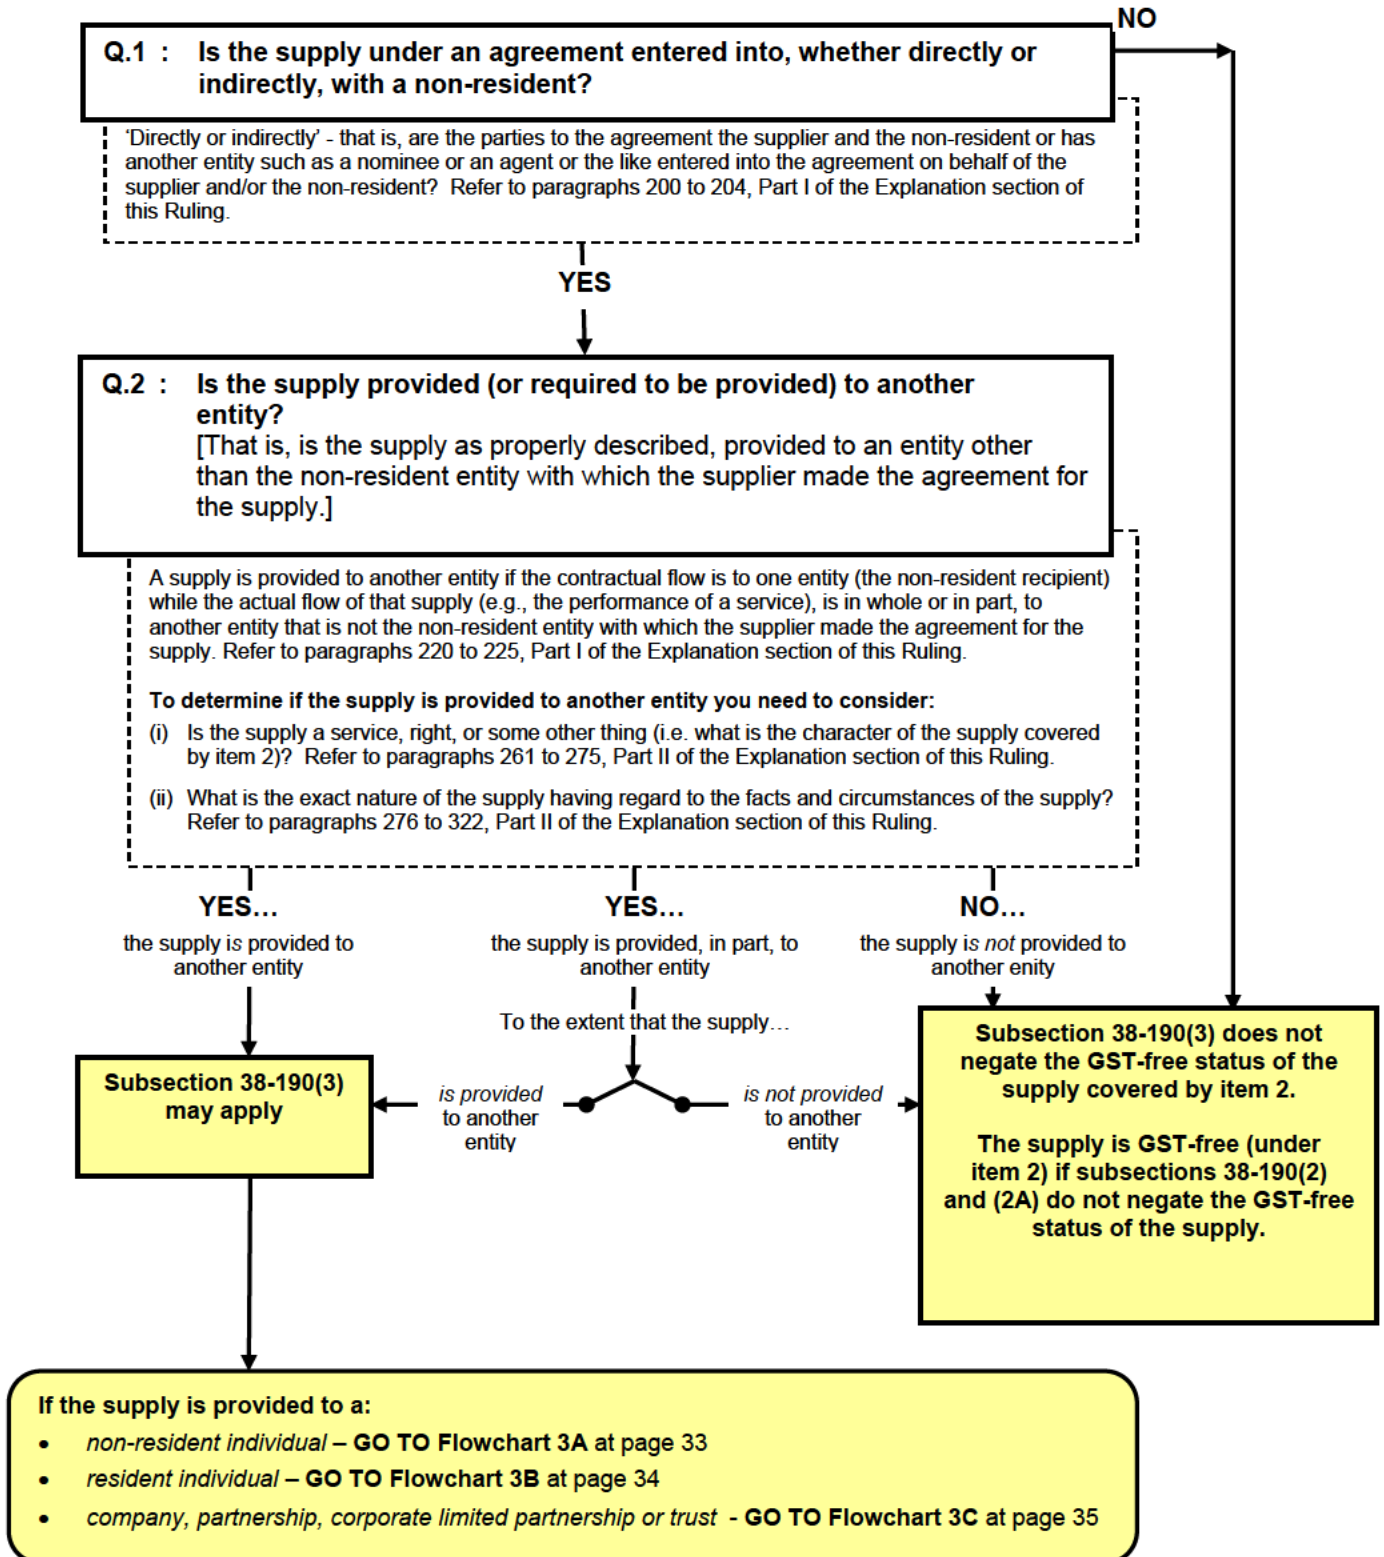 NO
Q.1 : Is the supply under an agreement entered into, whether directly or
indirectly, with a non-resident?
'Directly or indirectly' - that is, are the parties to the agreement the supplier and the non-resident or has
another entity such as a nominee or an agent or the like entered into the agreement on behalf of the
supplier and/or the non-resident? Refer to paragraphs 200 to 204, Part I of the Explanation section of
this Ruling.
YES
Q.2 : Is the supply provided (or required to be provided) to another
entity?
[That is, is the supply as properly described, provided to an entity other
than the non-resident entity with which the supplier made the agreement for
the supply.]
A supply is provided to another entity if the contractual flow is to one entity (the non-resident recipient)
while the actual flow of that supply (e.g., the performance of a service), is in whole or in part, to
another entity that is not the non-resident entity with which the supplier made the agreement for the
supply. Refer to paragraphs 220 to 225, Part I of the Explanation section of this Ruling.
To determine if the supply is provided to another entity you need to consider:
(i) Is the supply a service, right, or some other thing (i.e. what is the character of the supply covered
by item 2)? Refer to paragraphs 261 to 275, Part II of the Explanation section of this Ruling.
(ii) What is the exact nature of the supply having regard to the facts and circumstances of the supply?
Refer to paragraphs 276 to 322, Part II of the Explanation section of this Ruling.
YES…
the supply is provided to
another entity
YES…
the supply is provided, in part, to
another entity
NO…
the supply is not provided to
another enity
To the extent that the supply…
Subsection 38-190(3)
may apply
is provided
to another
entity
is not provided
to another
entity
Subsection 38-190(3) does not
negate the GST-free status of the
supply covered by item 2.
The supply is GST-free (under
item 2) if subsections 38-190(2)
and (2A) do not negate the GST-free
status of the supply.
If the supply is provided to a:
• non-resident individual – GO TO Flowchart 3A at page 33
• resident individual – GO TO Flowchart 3B at page 34
• company, partnership, corporate limited partnership or trust - GO TO Flowchart 3C at page 35